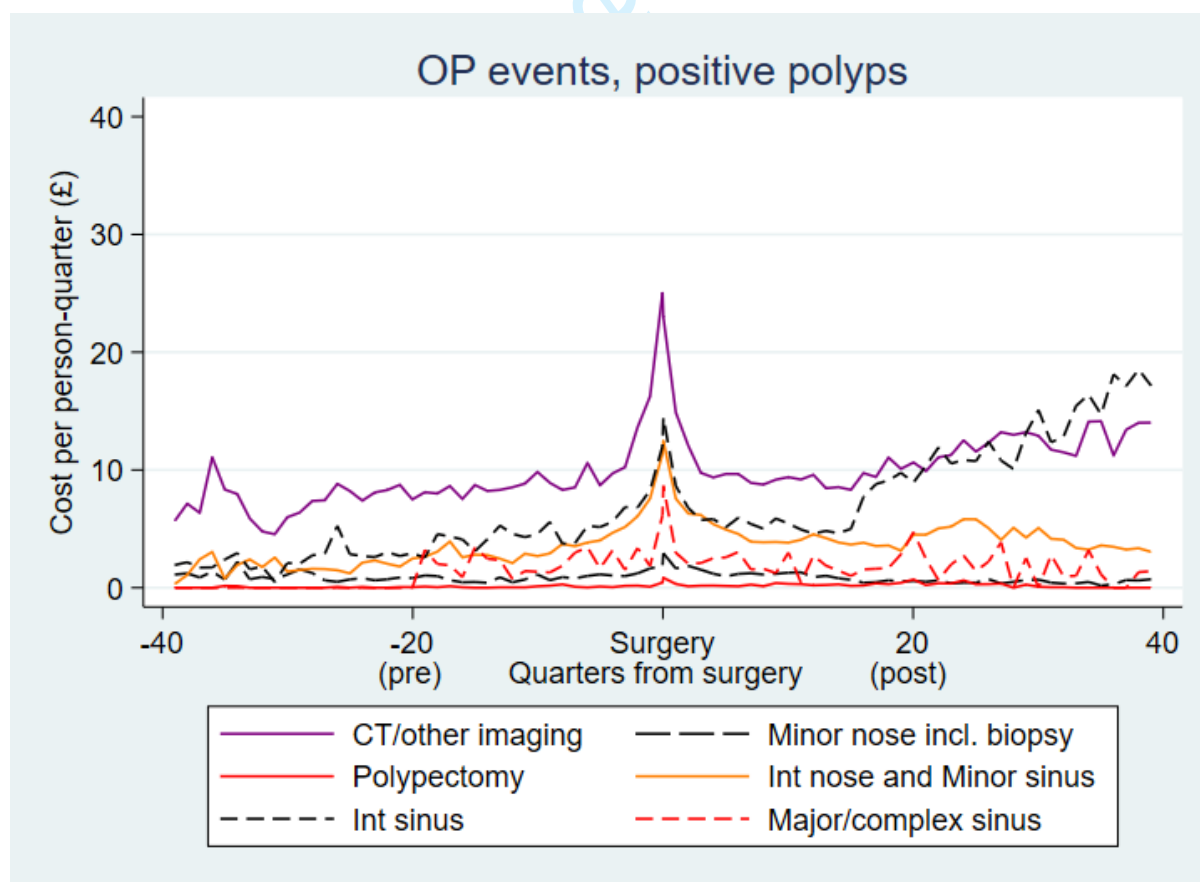 OP events, positive polyps
Cost per person-quarter (£)
40
30
20
10
0
-40 -20 Surgery 20 40
(pre) Quarters from surgery (post)
CT/other imaging Minor nose incl. biopsy
Polypectomy Int nose and Minor sinus
Int sinus Major/complex sinus